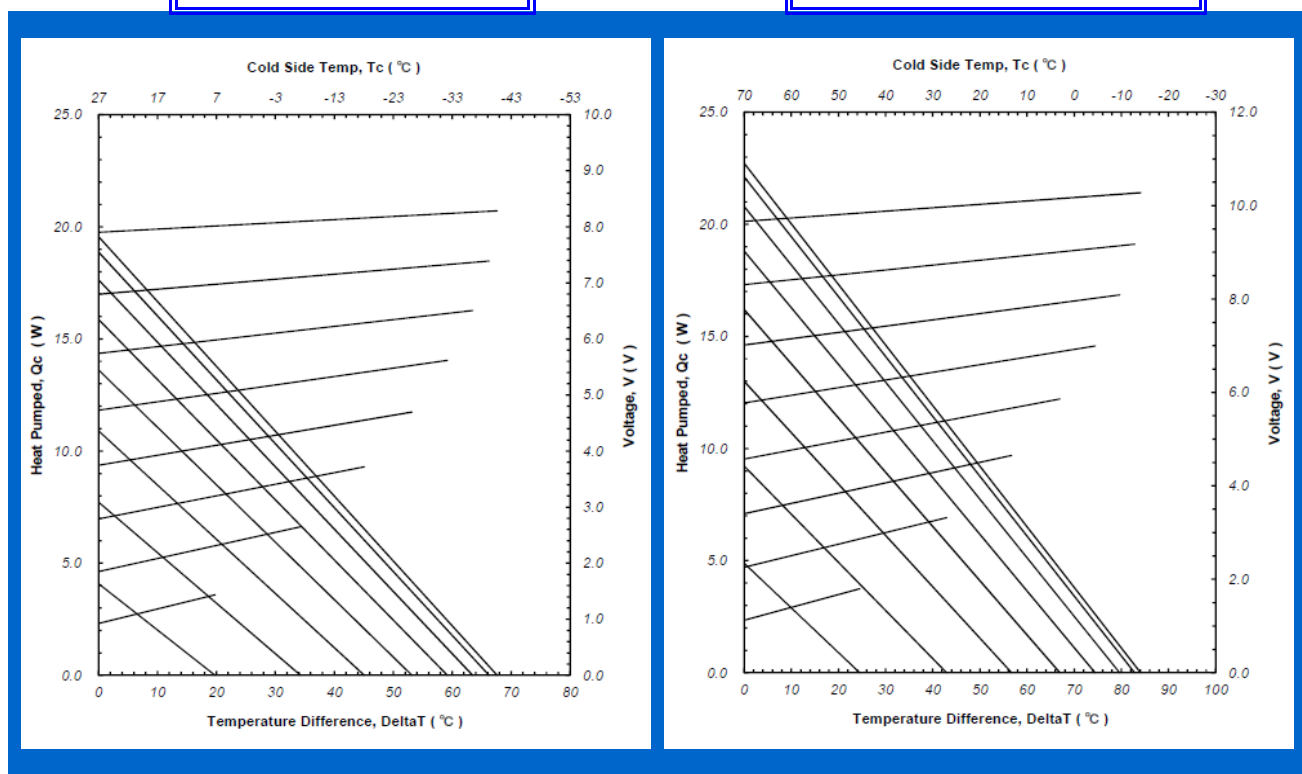 Cold Side Temp, Tc ( ℃ )
27 17 7 -3 -13 -23 -33 -43 -53
25.0
20.0
15.0
10.0
5.0
0.0
Heat Pumped, Qc ( W )
10.0
9.0
8.0
7.0
6.0
5.0
4.0
3.0
2.0
1.0
0.0
Voltage, V ( V )
0 10 20 30 40 50 60 70 80
Temperature Difference, DeltaT ( ℃ )
Cold Side Temp, Tc ( ℃ )
70 60 50 40 30 20 10 0 -10 -20 -30
25.0
20.0
15.0
10.0
5.0
0.0
Heat Pumped, Qc ( W )
12.0
10.0
8.0
6.0
4.0
2.0
0.0
Voltage, V ( V )
0 10 20 30 40 50 60 70 80 90 100
Temperature Difference, DeltaT ( ℃ )